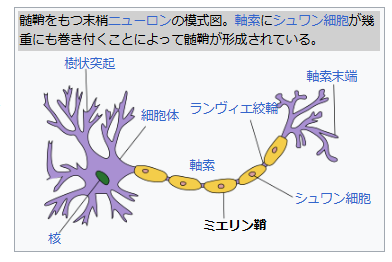 髄鞘をもつ末梢ニューロンの模式図。軸索にシュワン細胞が幾
重にも巻き付くことによって髄鞘が形成されている。
樹状突起
軸索末端
細胞体
ランヴィエ絞輪
軸索
シュワン細胞
ミエリン鞘
核